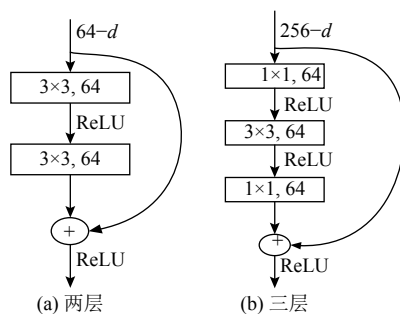 64−d
3×3, 64
ReLU
3×3, 64
+
ReLU
(a) 两层
256−d
1×1, 64
ReLU
3×3, 64
ReLU
1×1, 64
+
ReLU
(b) 三层